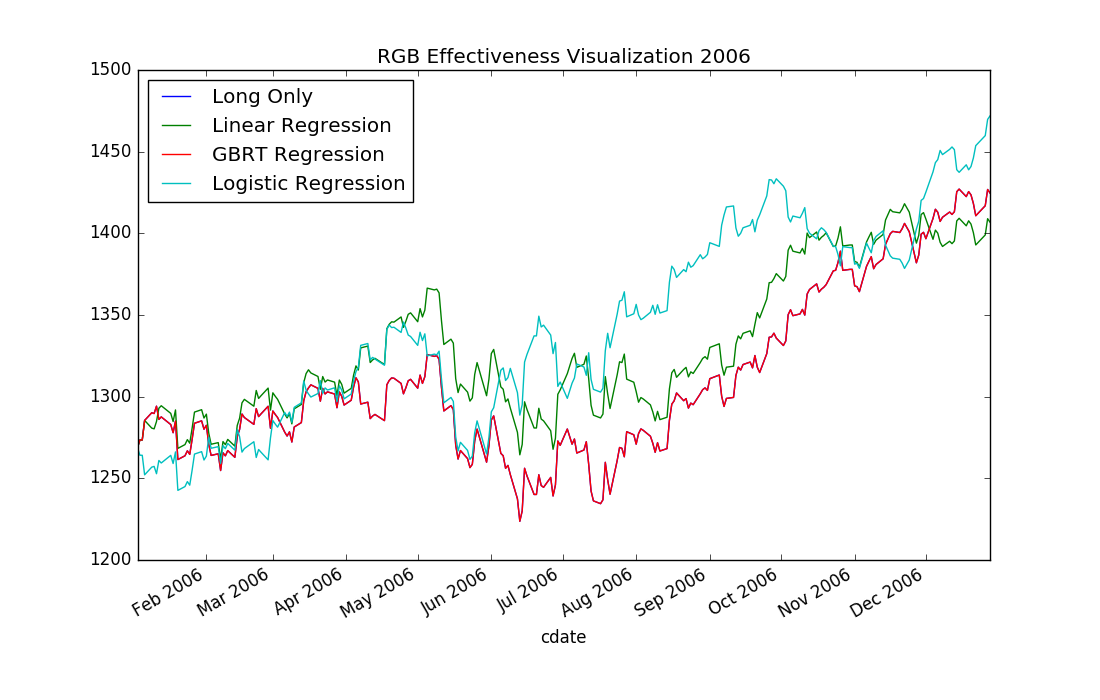 RGB Effectiveness Visualization 2006
1500
1450
1400
1350
1300
1250
1200
Long Only
Linear Regression
GBRT Regression
Logistic Regression
Feb 2006
Mar 2006
Apr 2006
May 2006
Jun 2006
Jul 2006
Aug 2006
Sep 2006
Oct 2006
Nov 2006
Dec 2006
cdate